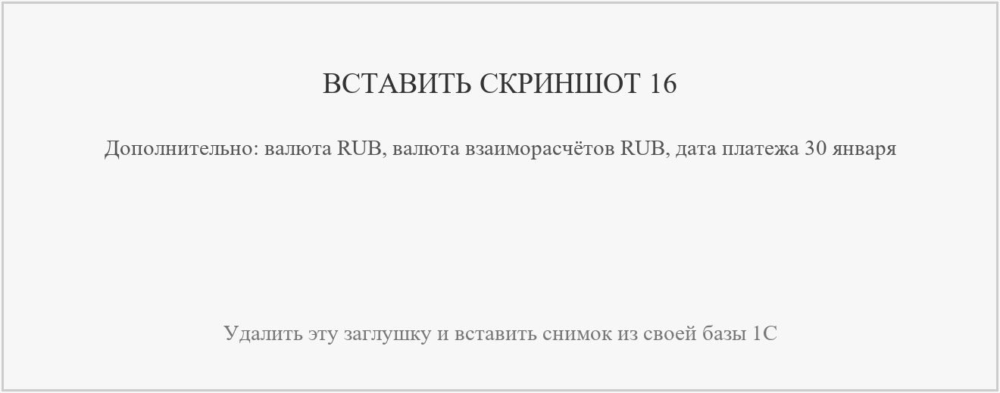 ВСТАВИТЬ СКРИНШОТ 16
Дополнительно: валюта RUB, валюта взаиморасчётов RUB, дата платежа 30 января
Удалить эту заглушку и вставить снимок из своей базы 1С